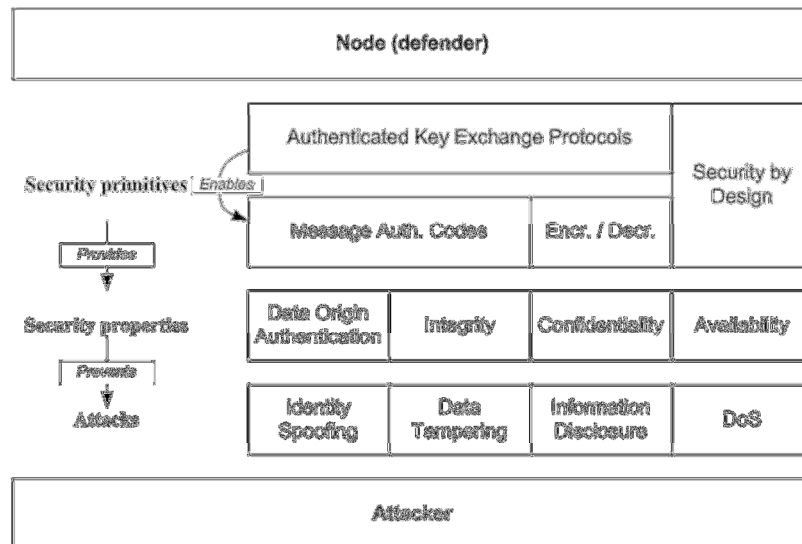 Node (defender)
Authenticated Key Exchange Protocols
Security primitives
Enables
Security by
Design
Message Auth. Codes
Encr. / Decr.
Provides
Data Origin
Authentication
Integrity
Confidentiality
Availability
Security properties
Prevents
Attacks
Identity
Spoofing
Data
Tampering
Information
Disclosure
DoS
Attacker